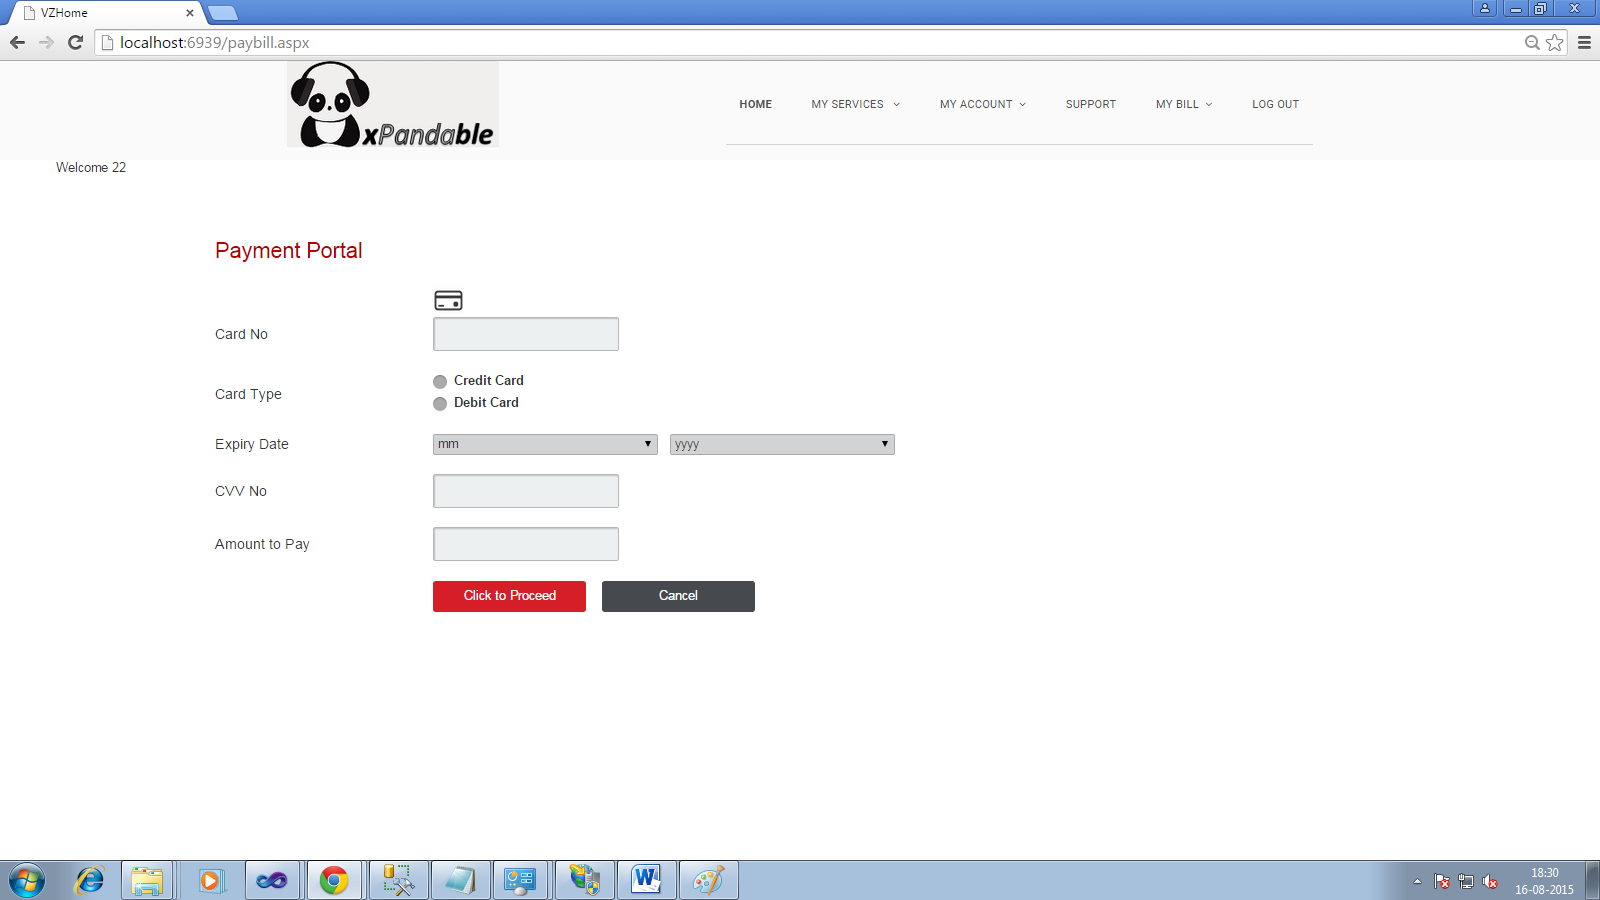 VZHome
localhost:6939/paybill.aspx
xPandable
HOME MY SERVICES MY ACCOUNT SUPPORT MY BILL LOG OUT
Welcome 22
Payment Portal
Card No
Card Type
Credit Card
Debit Card
Expiry Date mm yyyy
CVV No
Amount to Pay
Click to Proceed Cancel
18:30
16-08-2015